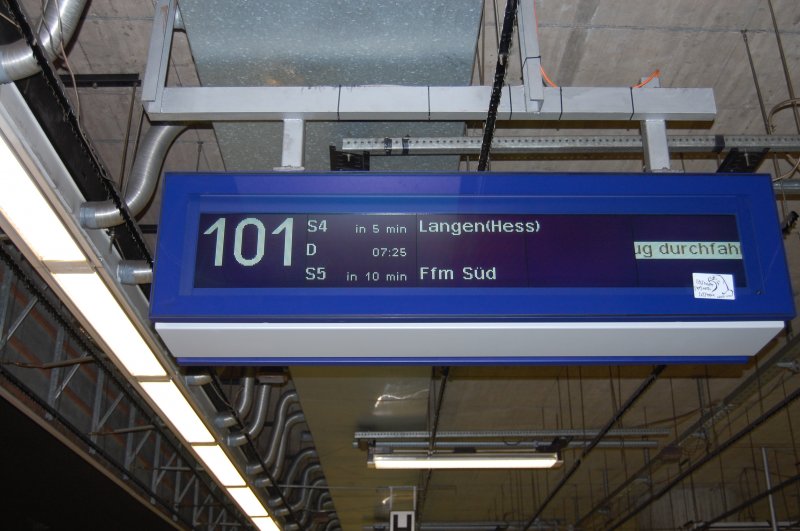 101
S4 in 5 min Langen(Hess)
D 07:25 ug durchfah
S5 in 10 min Ffm Süd
H